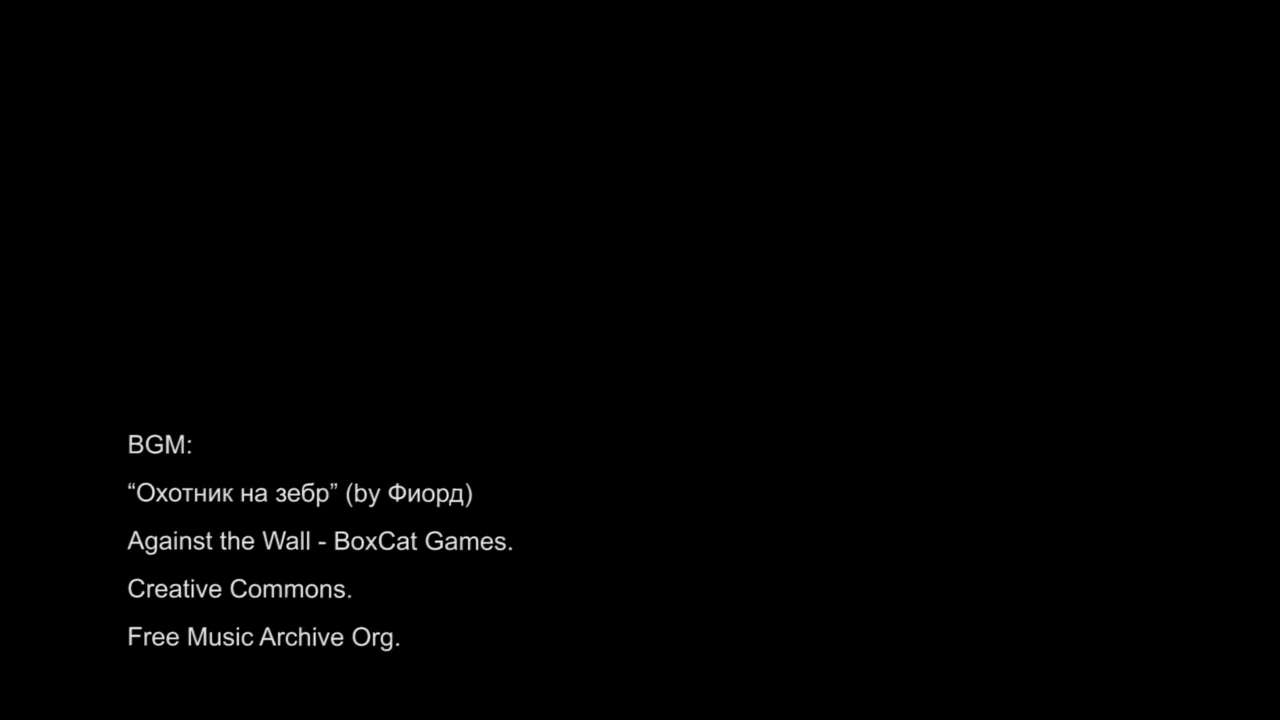 BGM:
“Охотник на зебр” (by Фиорд)
Against the Wall - BoxCat Games.
Creative Commons.
Free Music Archive Org.